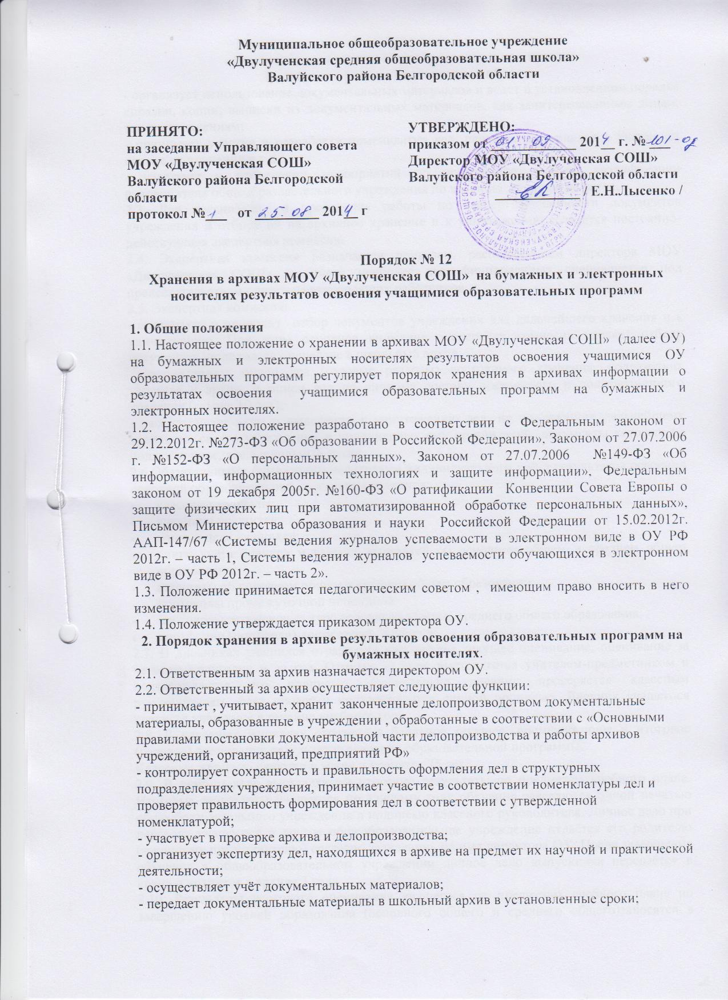 Муниципальное общеобразовательное учреждение
«Двулученская средняя общеобразовательная школа»
Валуйского района Белгородской области
ПРИНЯТО:
на заседании Управляющего совета
МОУ «Двулученская СОШ»
Валуйского района Белгородской
области
протокол № 1 от 25. 08 2014 г
УТВЕРЖДЕНО:
приказом от 01 09 2014 г. № 101-од
Директор МОУ «Двулученская СОШ»
Валуйского района Белгородской области
/ Е.Н.Лысенко /
Порядок № 12
Хранения в архивах МОУ «Двулученская СОШ» на бумажных и электронных
носителях результатов освоения учащимися образовательных программ
1. Общие положения
1.1. Настоящее положение о хранении в архивах МОУ «Двулученская СОШ» (далее ОУ)
на бумажных и электронных носителях результатов освоения учащимися ОУ
образовательных программ регулирует порядок хранения в архивах информации о
результатах освоения учащимися образовательных программ на бумажных и
электронных носителях.
1.2. Настоящее положение разработано в соответствии с Федеральным законом от
29.12.2012г. №273-ФЗ «Об образовании в Российской Федерации», Законом от 27.07.2006
г. №152-ФЗ «О персональных данных», Законом от 27.07.2006 №149-ФЗ «Об
информации, информационных технологиях и защите информации», Федеральным
законом от 19 декабря 2005г. №160-ФЗ «О ратификации Конвенции Совета Европы о
защите физических лиц при автоматизированной обработке персональных данных»,
Письмом Министерства образования и науки Российской Федерации от 15.02.2012г.
ААП-147/67 «Системы ведения журналов успеваемости в электронном виде в ОУ РФ
2012г. – часть 1, Системы ведения журналов успеваемости обучающихся в электронном
виде в ОУ РФ 2012г. – часть 2».
1.3. Положение принимается педагогическим советом , имеющим право вносить в него
изменения.
1.4. Положение утверждается приказом директора ОУ.
2. Порядок хранения в архиве результатов освоения образовательных программ на
бумажных носителях.
2.1. Ответственным за архив назначается директором ОУ.
2.2. Ответственный за архив осуществляет следующие функции:
- принимает , учитывает, хранит законченные делопроизводством документальные
материалы, образованные в учреждении , обработанные в соответствии с «Основными
правилами постановки документальной части делопроизводства и работы архивов
учреждений, организаций, предприятий РФ»
- контролирует сохранность и правильность оформления дел в структурных
подразделениях учреждения, принимает участие в соответствии номенклатуры дел и
проверяет правильность формирования дел в соответствии с утвержденной
номенклатурой;
- участвует в проверке архива и делопроизводства;
- организует экспертизу дел, находящихся в архиве на предмет их научной и практической
деятельности;
- осуществляет учёт документальных материалов;
- передает документальные материалы в школьный архив в установленные сроки;